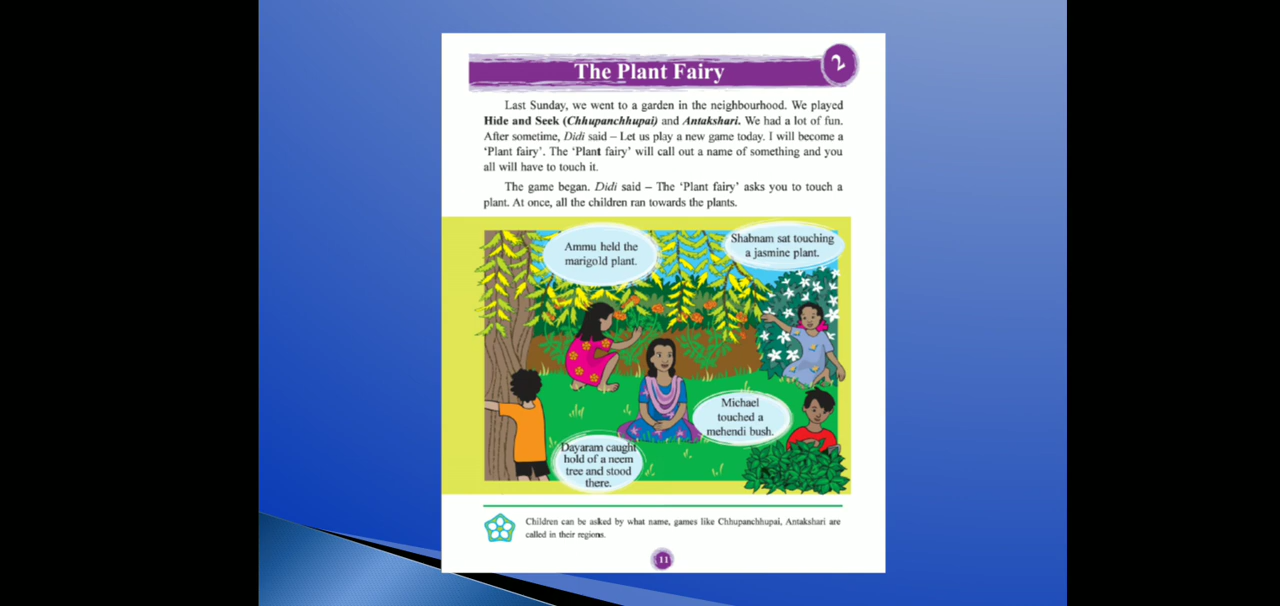 The Plant Fairy
2
Last Sunday, we went to a garden in the neighbourhood. We played
Hide and Seek (Chhupanchhupai) and Antakshari. We had a lot of fun.
After sometime, Didi said – Let us play a new game today. I will become a
‘Plant fairy’. The ‘Plant fairy’ will call out a name of something and you
all will have to touch it.
The game began. Didi said – The ‘Plant fairy’ asks you to touch a
plant. At once, all the children ran towards the plants.
Ammu held the
marigold plant.
Shabnam sat touching
a jasmine plant.
Michael
touched a
mehendi bush.
Dayaram caught
hold of a neem
tree and stood
there.
Children can be asked by what name, games like Chhupanchhupai, Antakshari are
called in their regions.
11